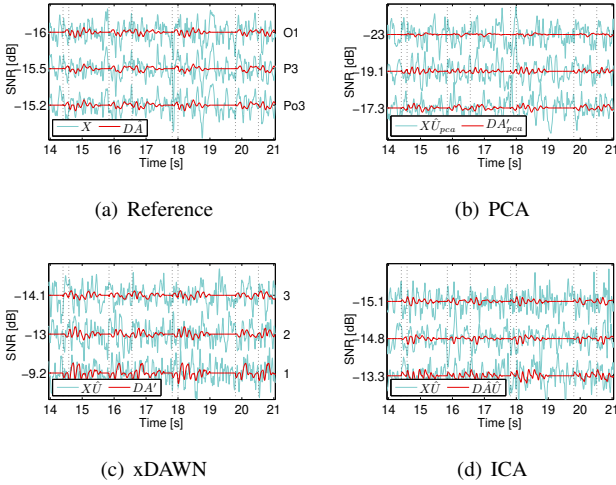 SNR [dB]
−16 O1
−15.5 P3
−15.2 Po3
X DA
14 15 16 17 18 19 20 21
Time [s]
(a) Reference
SNR [dB]
−23
−19.1
−17.3
XÛpca DA′pca
14 15 16 17 18 19 20 21
Time [s]
(b) PCA
SNR [dB]
−14.1 3
−13 2
−9.2 1
XÛ DA′
14 15 16 17 18 19 20 21
Time [s]
(c) xDAWN
SNR [dB]
−15.1
−14.8
−13.3
XÛ DÂÛ
14 15 16 17 18 19 20 21
Time [s]
(d) ICA